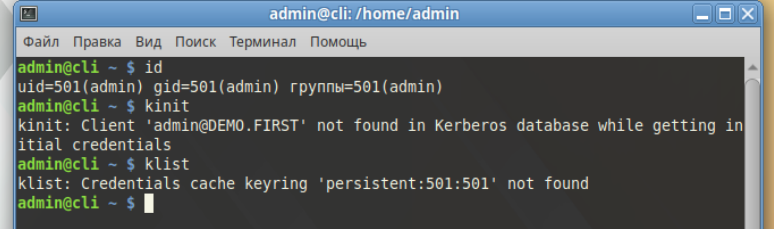 admin@cli: /home/admin
Файл Правка Вид Поиск Терминал Помощь
admin@cli ~ $ id
uid=501(admin) gid=501(admin) группы=501(admin)
admin@cli ~ $ kinit
kinit: Client 'admin@DEMO.FIRST' not found in Kerberos database while getting in
itial credentials
admin@cli ~ $ klist
klist: Credentials cache keyring 'persistent:501:501' not found
admin@cli ~ $